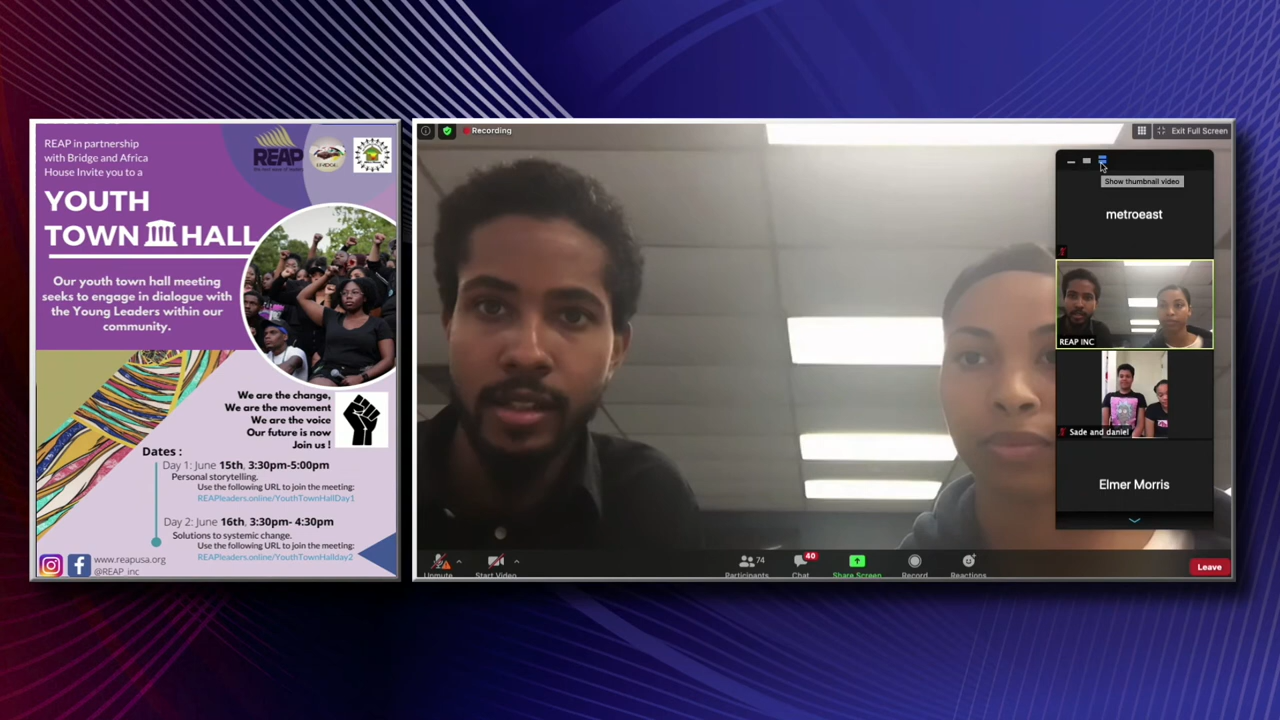 REAP in partnership
with Bridge and Africa
House Invite you to a
REAP
YOUTH
TOWN HALL
Our youth town hall meeting
seeks to engage in dialogue with
the Young Leaders within our
community.
We are the change,
We are the movement
We are the voice
Our future is now
Join us !
Dates :
Day 1: June 15th, 3:30pm-5:00pm
Personal storytelling.
Use the following URL to join the meeting:
REAPleaders.online/YouthTownHallDay1
Day 2: June 16th, 3:30pm- 4:30pm
Solutions to systemic change.
Use the following URL to join the meeting:
REAPleaders.online/YouthTownHallday2
www.reapusa.org
@REAP_inc
Recording
Exit Full Screen
Show thumbnail video
metroeast
REAP INC
Sade and daniel
Elmer Morris
Unmute
Start Video
74
Participants
40
Chat
Share Screen
Record
Reactions
Leave